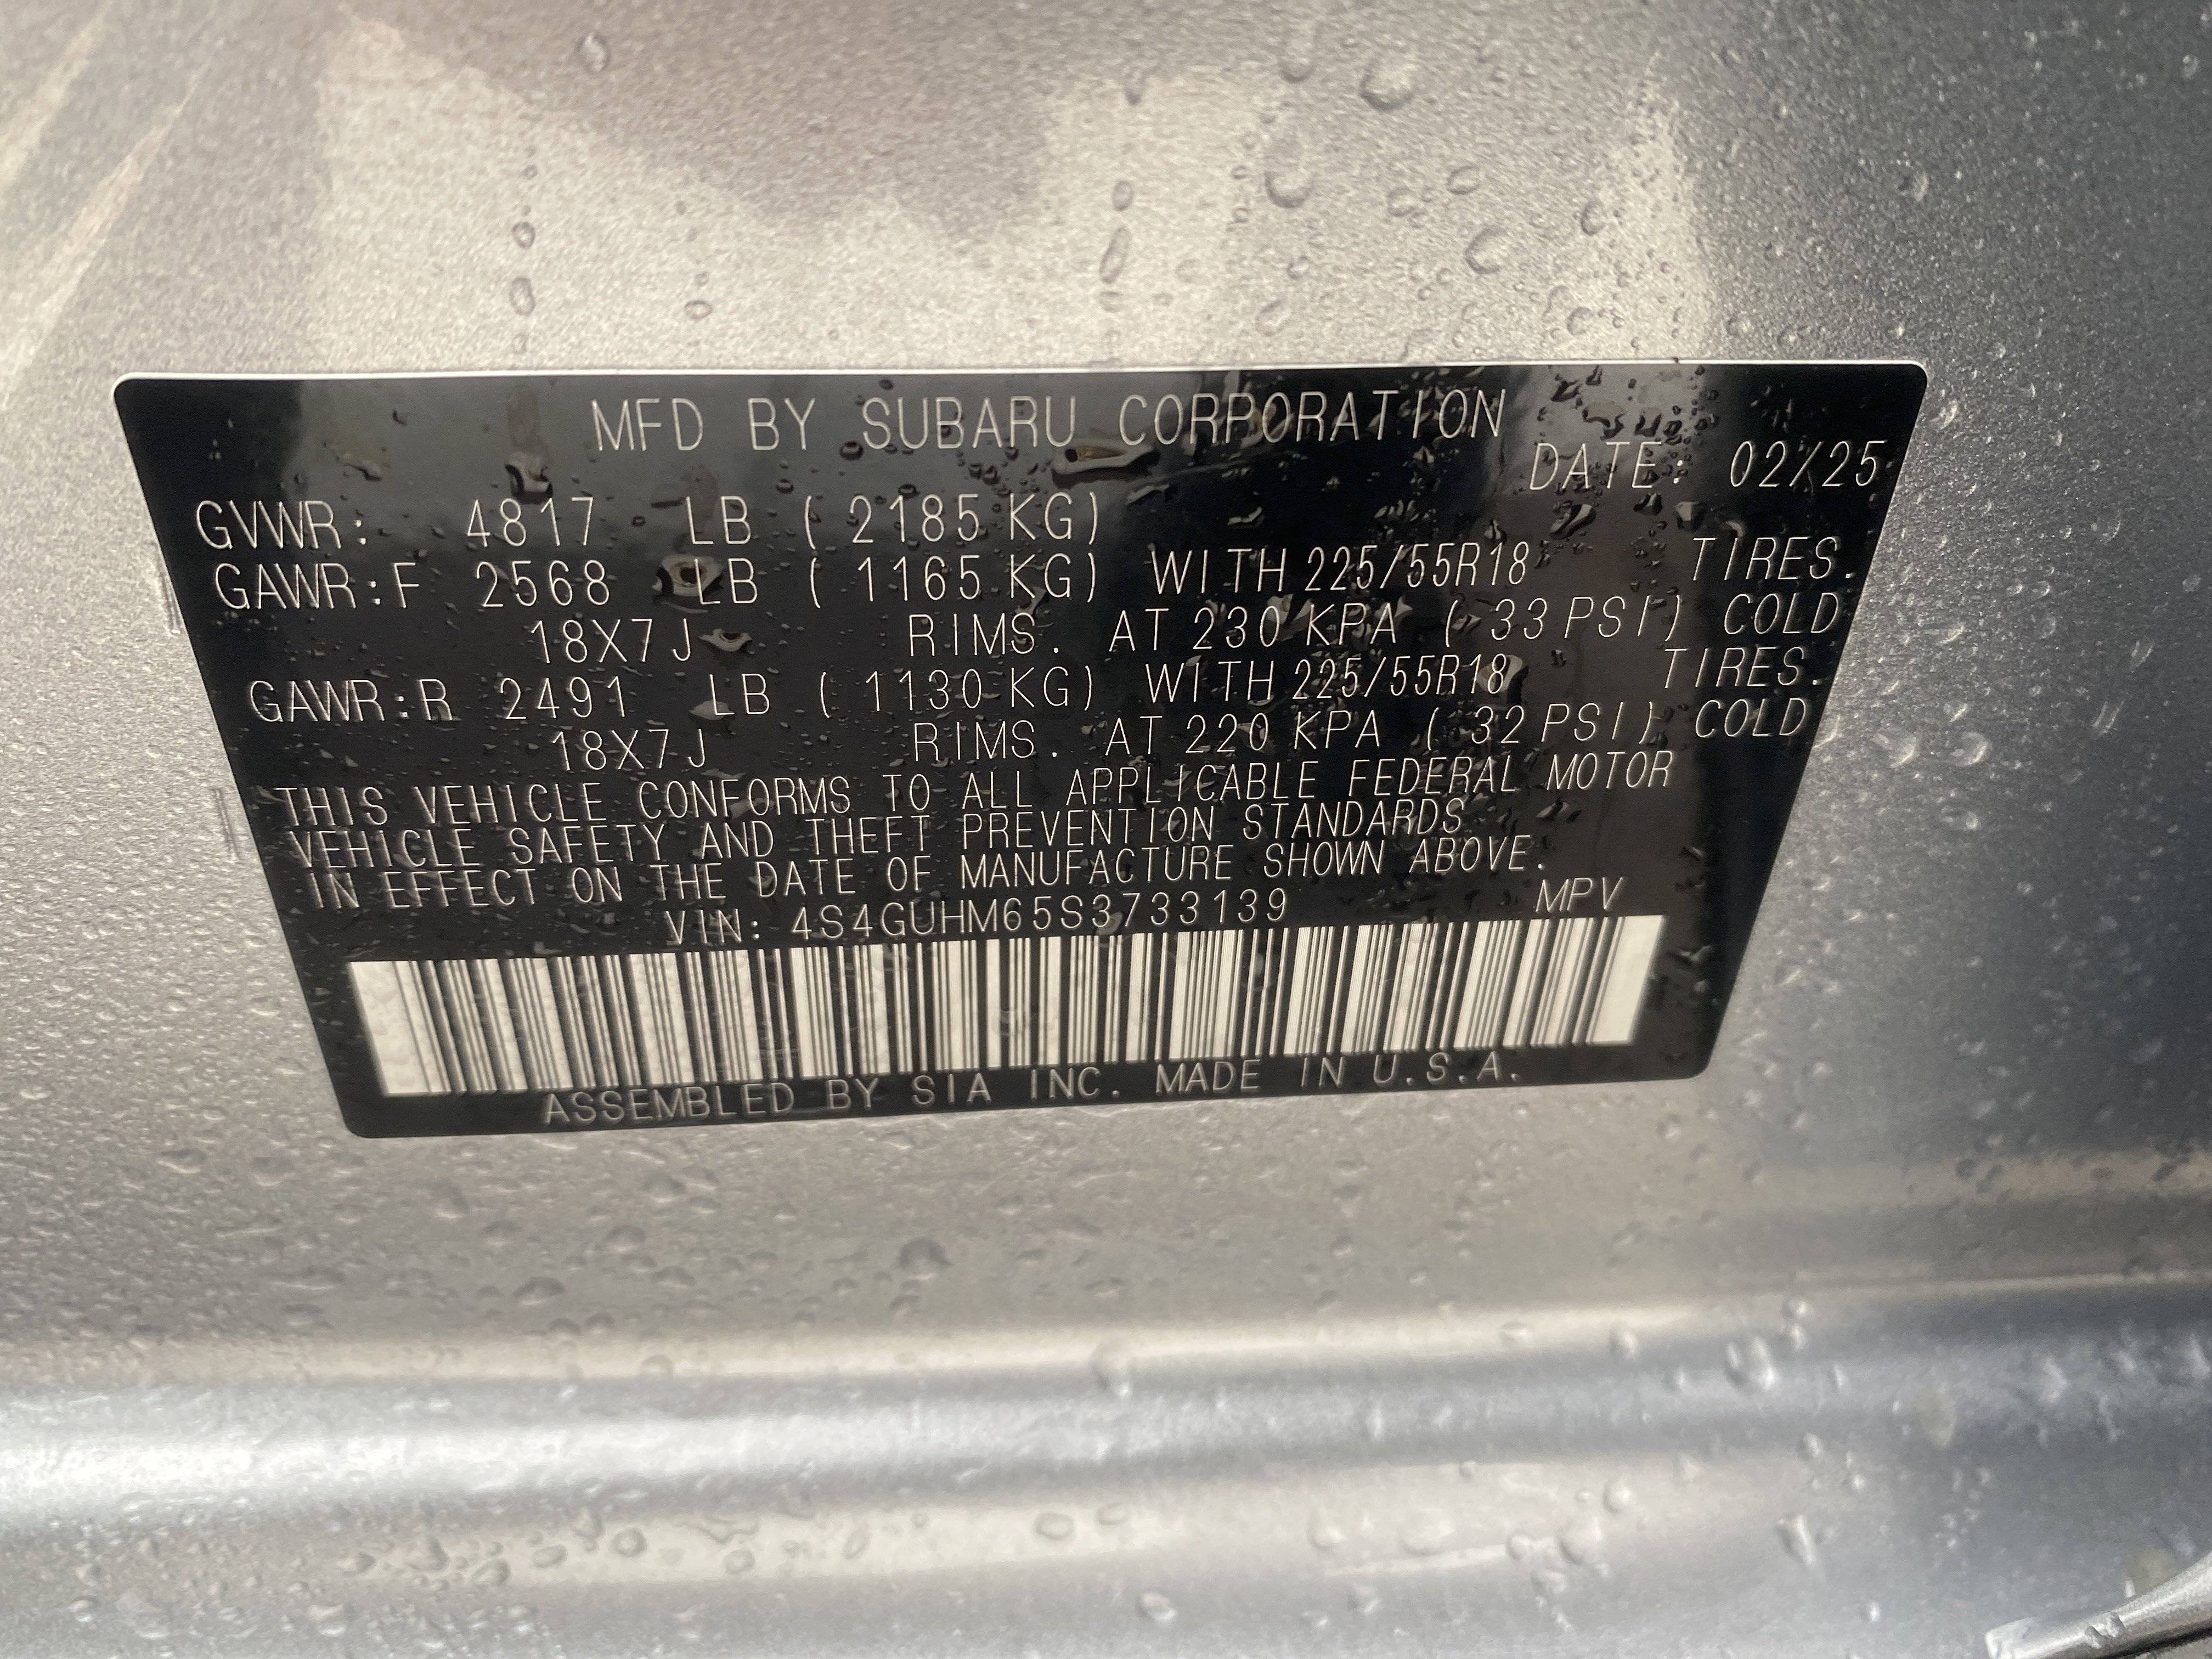 MFD BY SUBARU CORPORATION
DATE: 02/25
GVWR: 4817 LB ( 2185 KG)
GAWR:F 2568 LB ( 1165 KG) WITH 225/55R18 TIRES.
18X7J RIMS. AT 230 KPA ( 33 PSI) COLD
GAWR:R 2491 LB ( 1130 KG) WITH 225/55R18 TIRES.
18X7J RIMS. AT 220 KPA ( 32 PSI) COLD
THIS VEHICLE CONFORMS TO ALL APPLICABLE FEDERAL MOTOR
VEHICLE SAFETY AND THEFT PREVENTION STANDARDS
IN EFFECT ON THE DATE OF MANUFACTURE SHOWN ABOVE.
VIN: 4S4GUHM65S3733139 MPV
ASSEMBLED BY SIA INC. MADE IN U.S.A.